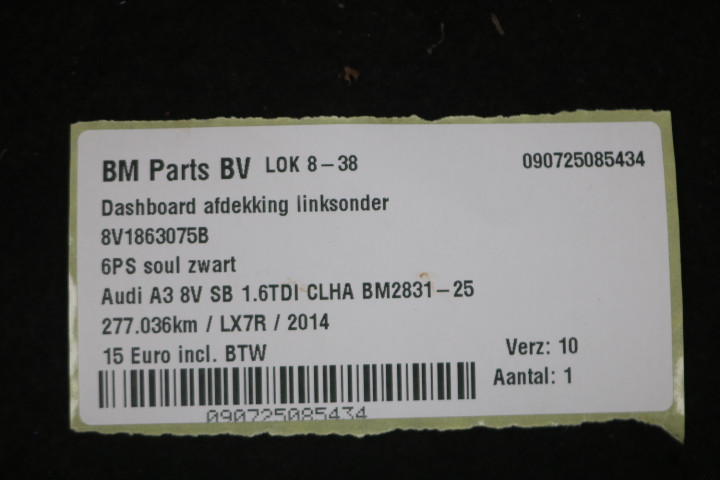 BM Parts BV LOK 8-38 090725085434
Dashboard afdekking linksonder
8V1863075B
6PS soul zwart
Audi A3 8V SB 1.6TDI CLHA BM2831-25
277.036km / LX7R / 2014
15 Euro incl. BTW Verz: 10
Aantal: 1
090725085434